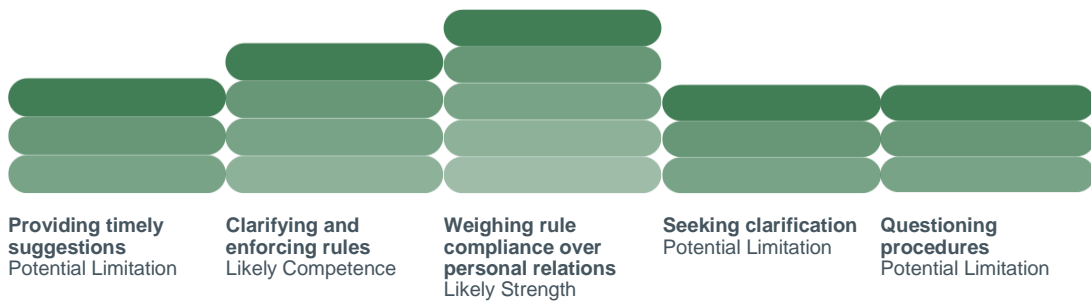 Providing timely
suggestions
Potential Limitation
Clarifying and
enforcing rules
Likely Competence
Weighing rule
compliance over
personal relations
Likely Strength
Seeking clarification
Potential Limitation
Questioning
procedures
Potential Limitation